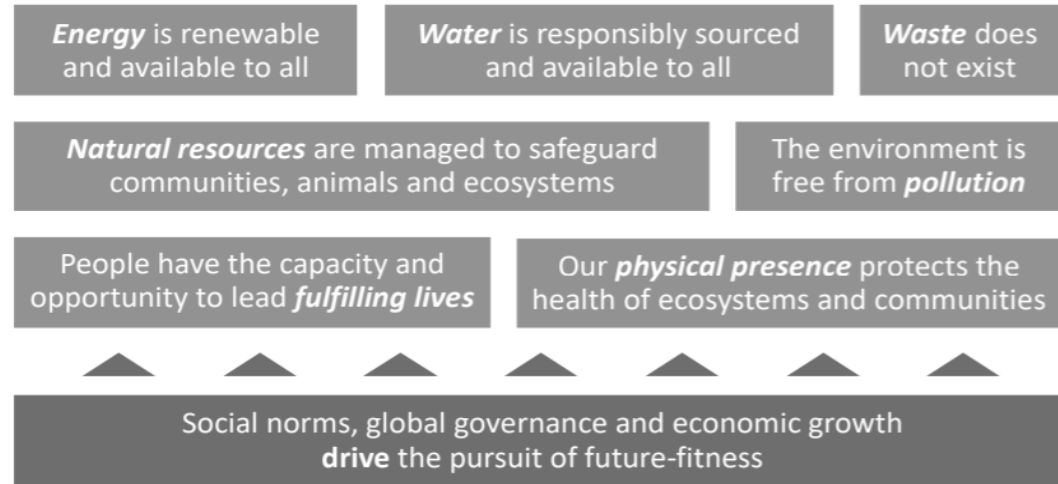 Energy is renewable
and available to all
Water is responsibly sourced
and available to all
Waste does
not exist
Natural resources are managed to safeguard
communities, animals and ecosystems
The environment is
free from pollution
People have the capacity and
opportunity to lead fulfilling lives
Our physical presence protects the
health of ecosystems and communities
Social norms, global governance and economic growth
drive the pursuit of future-fitness